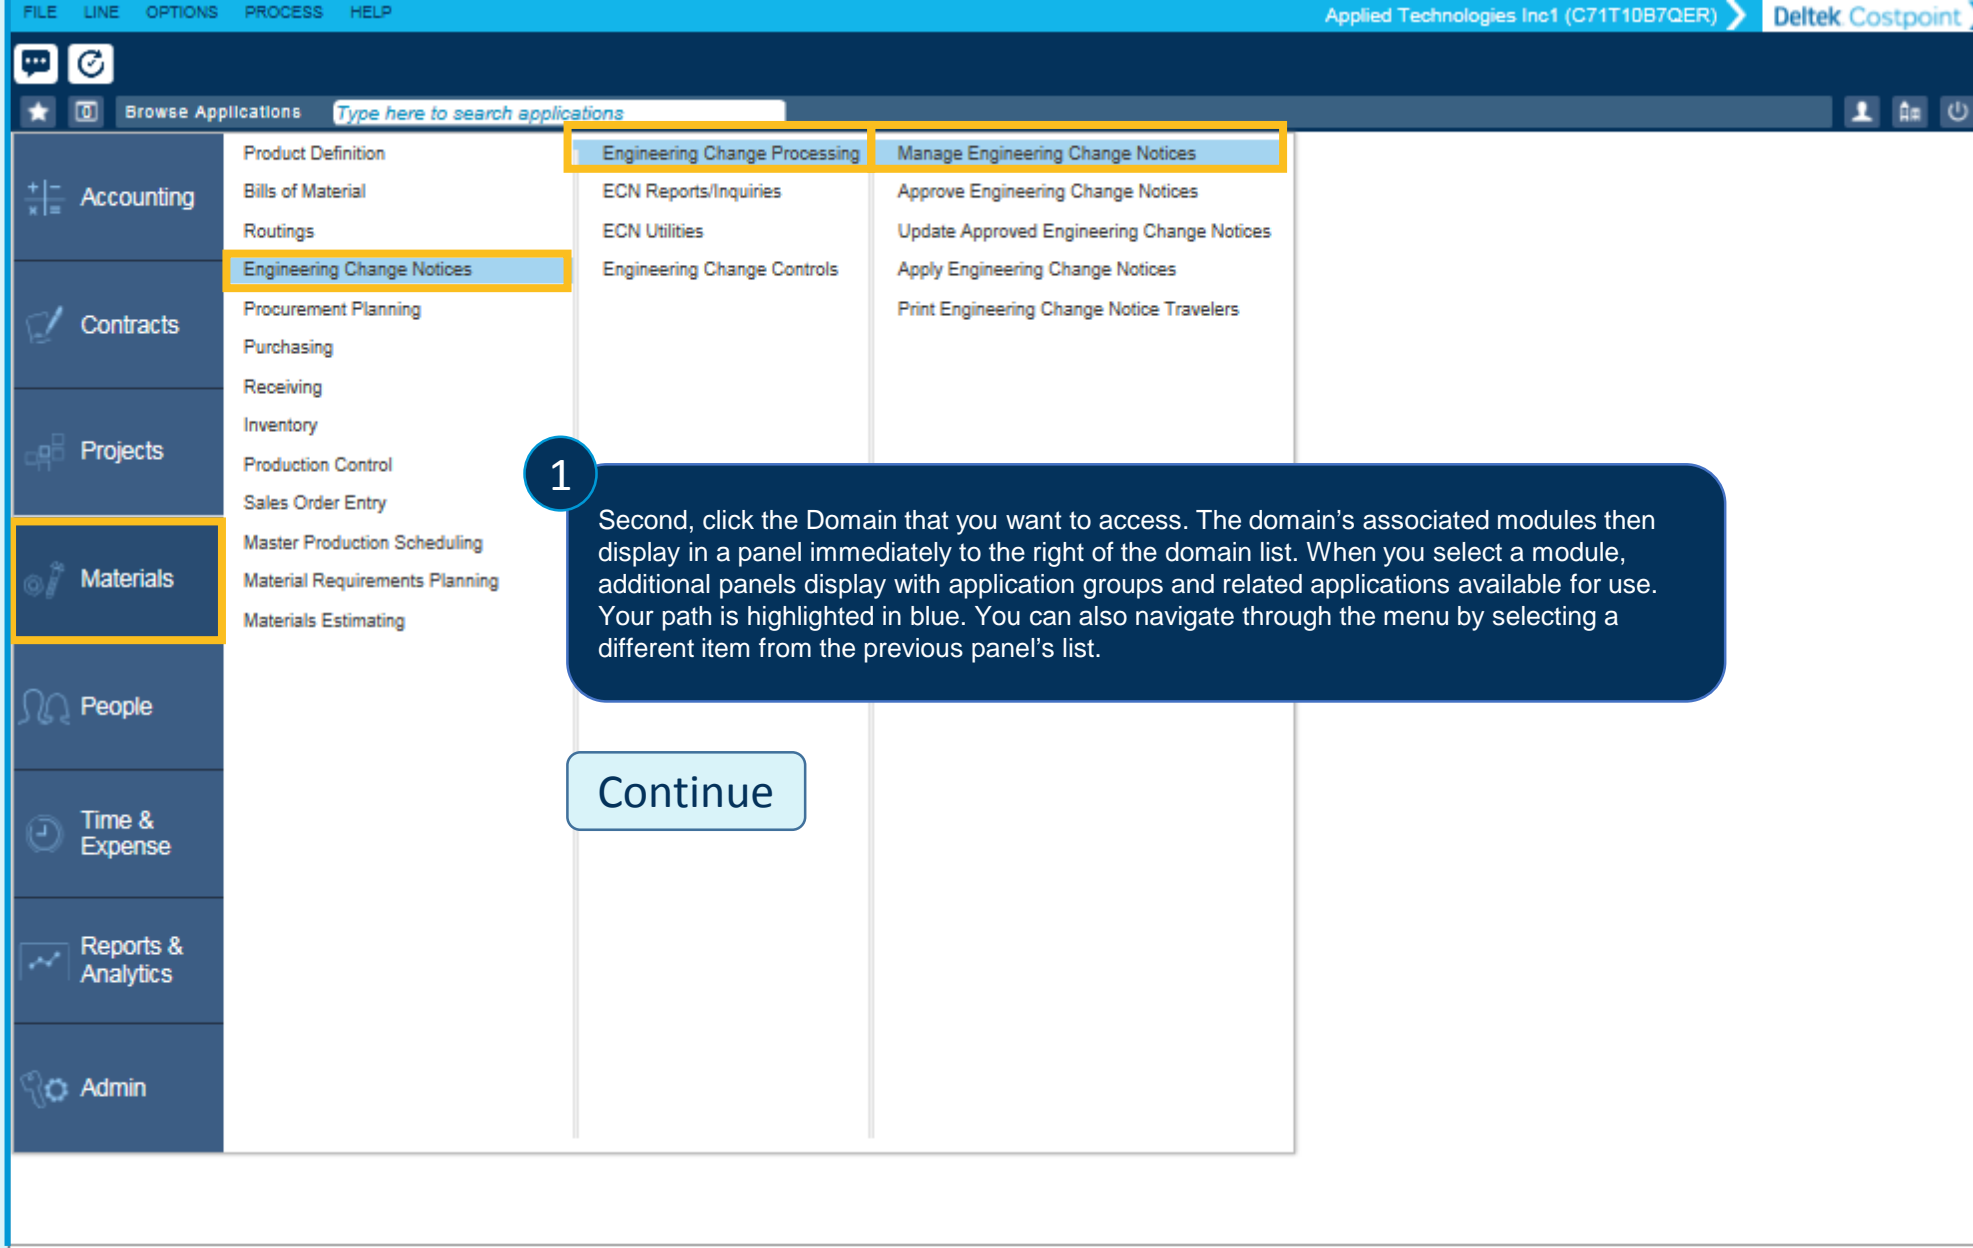 FILE LINE OPTIONS PROCESS HELP
Applied Technologies Inc1 (C71T10B7QER)
Deltek Costpoint
Browse Applications
Type here to search applications
Accounting
Contracts
Projects
Materials
People
Time &
Expense
Reports &
Analytics
Admin
Product Definition
Bills of Material
Routings
Engineering Change Notices
Procurement Planning
Purchasing
Receiving
Inventory
Production Control
Sales Order Entry
Master Production Scheduling
Material Requirements Planning
Materials Estimating
Engineering Change Processing
ECN Reports/Inquiries
ECN Utilities
Engineering Change Controls
Manage Engineering Change Notices
Approve Engineering Change Notices
Update Approved Engineering Change Notices
Apply Engineering Change Notices
Print Engineering Change Notice Travelers
1
Second, click the Domain that you want to access. The domain’s associated modules then
display in a panel immediately to the right of the domain list. When you select a module,
additional panels display with application groups and related applications available for use.
Your path is highlighted in blue. You can also navigate through the menu by selecting a
different item from the previous panel’s list.
Continue